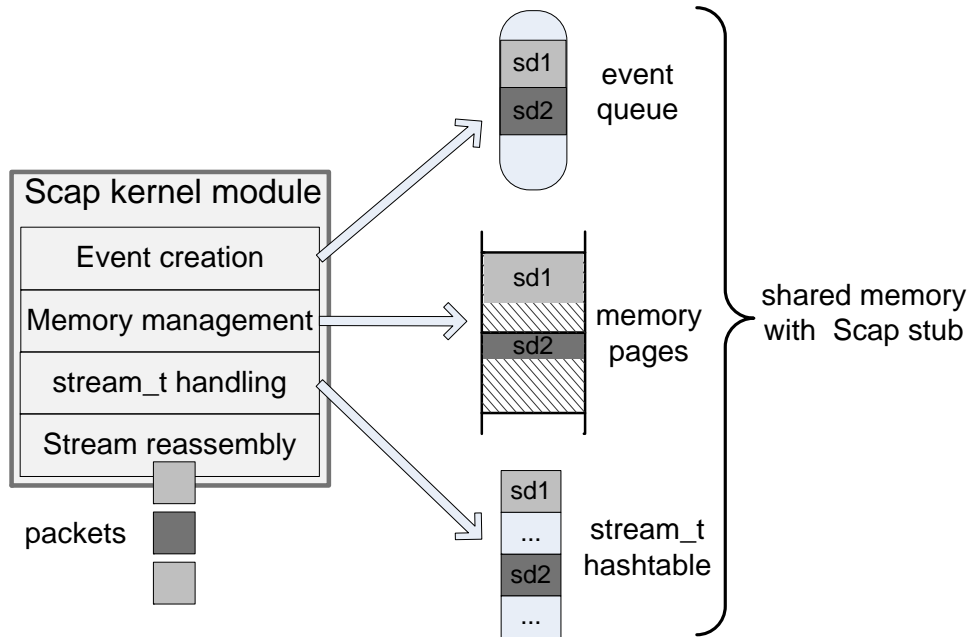 Scap kernel module
Event creation
Memory management
stream_t handling
Stream reassembly
packets
sd1
sd2
event
queue
sd1
sd2
memory
pages
sd1
...
sd2
...
stream_t
hashtable
shared memory
with Scap stub